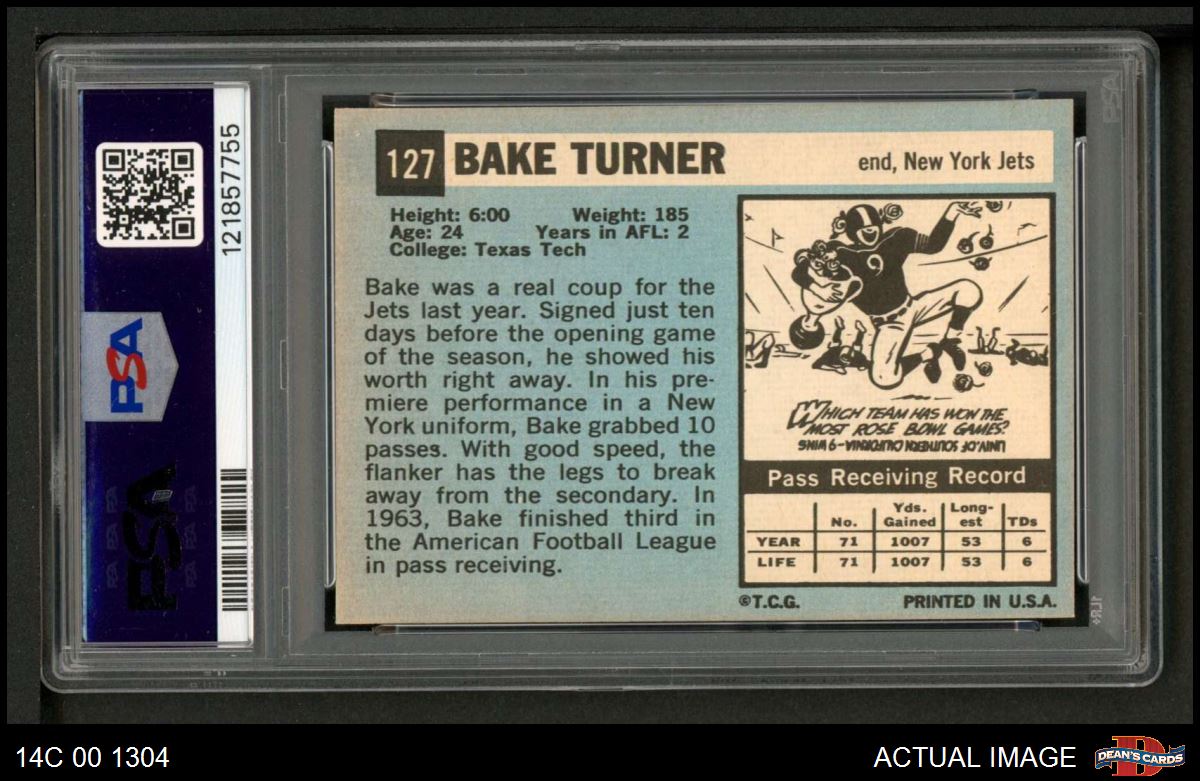 121857755
PSA
PSA
127 BAKE TURNER end, New York Jets
Height: 6:00 Weight: 185
Age: 24 Years in AFL: 2
College: Texas Tech
Bake was a real coup for the
Jets last year. Signed just ten
days before the opening game
of the season, he showed his
worth right away. In his pre-
miere performance in a New
York uniform, Bake grabbed 10
passes. With good speed, the
flanker has the legs to break
away from the secondary. In
1963, Bake finished third in
the American Football League
in pass receiving.
9
WHICH TEAM HAS WON THE
MOST ROSE BOWL GAMES?
UNIV. OF SOUTHERN CALIFORNIA-9 WINS
Pass Receiving Record
No. Yds. Gained Long-est TDs
YEAR 71 1007 53 6
LIFE 71 1007 53 6
©T.C.G. PRINTED IN U.S.A.
14C 00 1304
ACTUAL IMAGE
DEAN'S CARDS